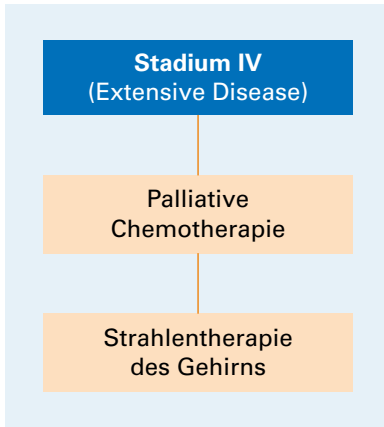 Stadium IV
(Extensive Disease)
Palliative
Chemotherapie
Strahlentherapie
des Gehirns